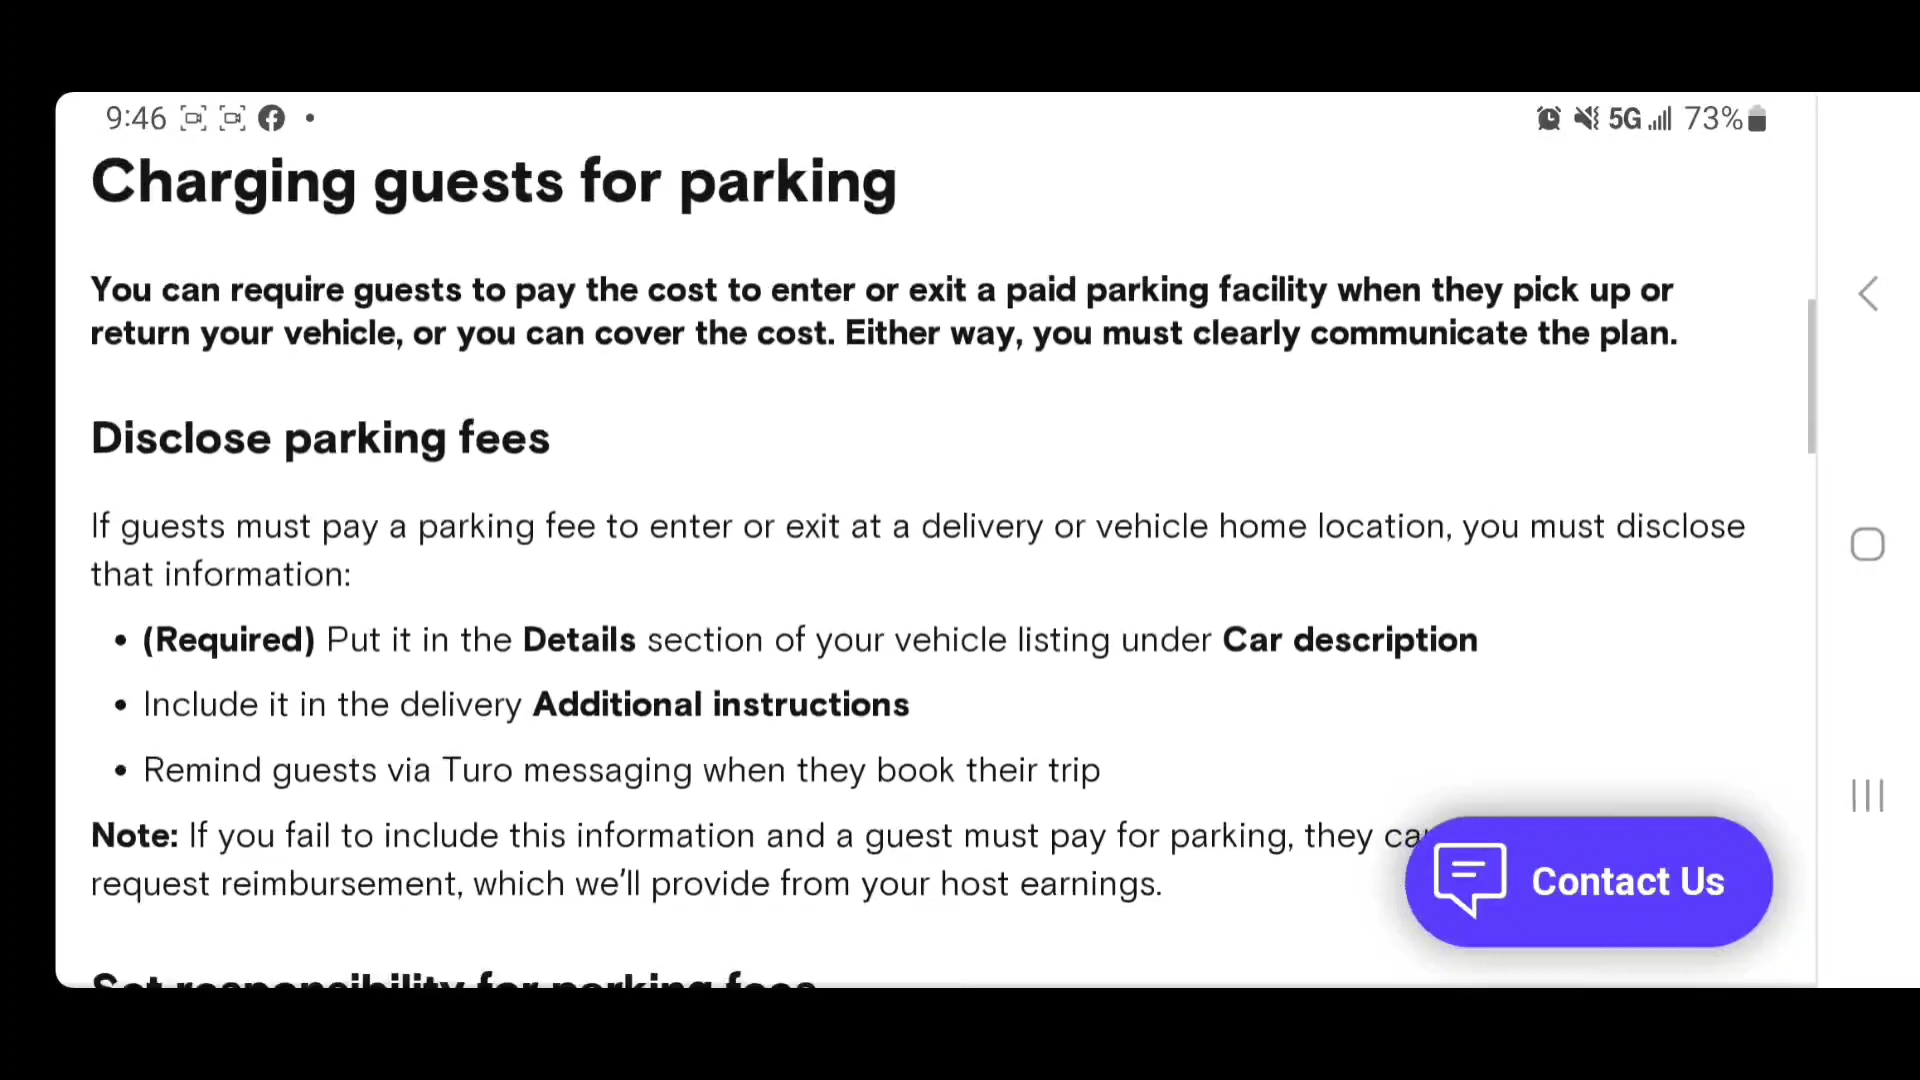 9:46
5G 73%
Charging guests for parking
You can require guests to pay the cost to enter or exit a paid parking facility when they pick up or
return your vehicle, or you can cover the cost. Either way, you must clearly communicate the plan.
Disclose parking fees
If guests must pay a parking fee to enter or exit at a delivery or vehicle home location, you must disclose
that information:
• (Required) Put it in the Details section of your vehicle listing under Car description
• Include it in the delivery Additional instructions
• Remind guests via Turo messaging when they book their trip
Note: If you fail to include this information and a guest must pay for parking, they
request reimbursement, which we'll provide from your host earnings.
Contact Us
Set responsibility for parking fees